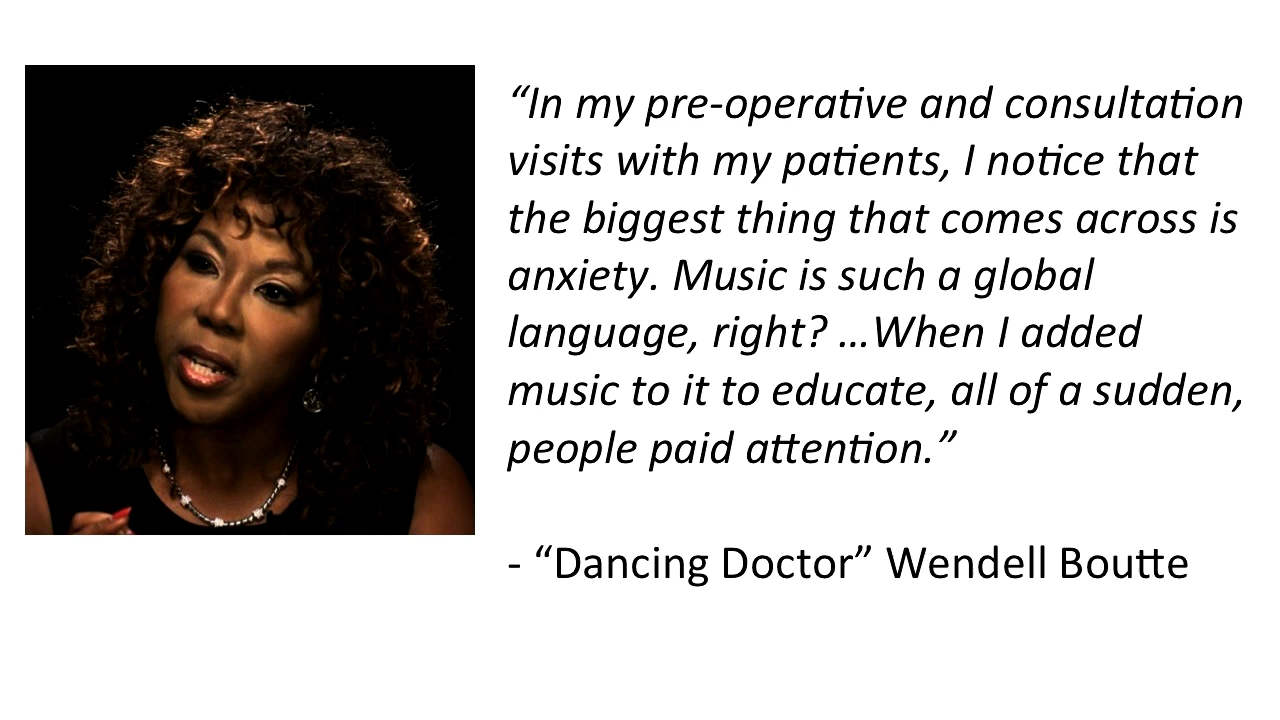 “In my pre-operative and consultation
visits with my patients, I notice that
the biggest thing that comes across is
anxiety. Music is such a global
language, right? …When I added
music to it to educate, all of a sudden,
people paid attention.”
- “Dancing Doctor” Wendell Boutte